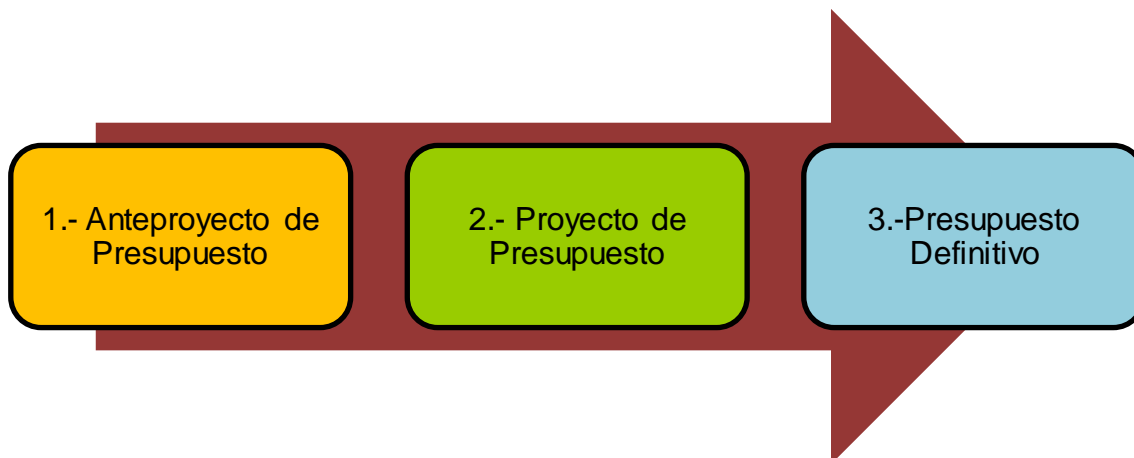 1.- Anteproyecto de
Presupuesto
2.- Proyecto de
Presupuesto
3.-Presupuesto
Definitivo